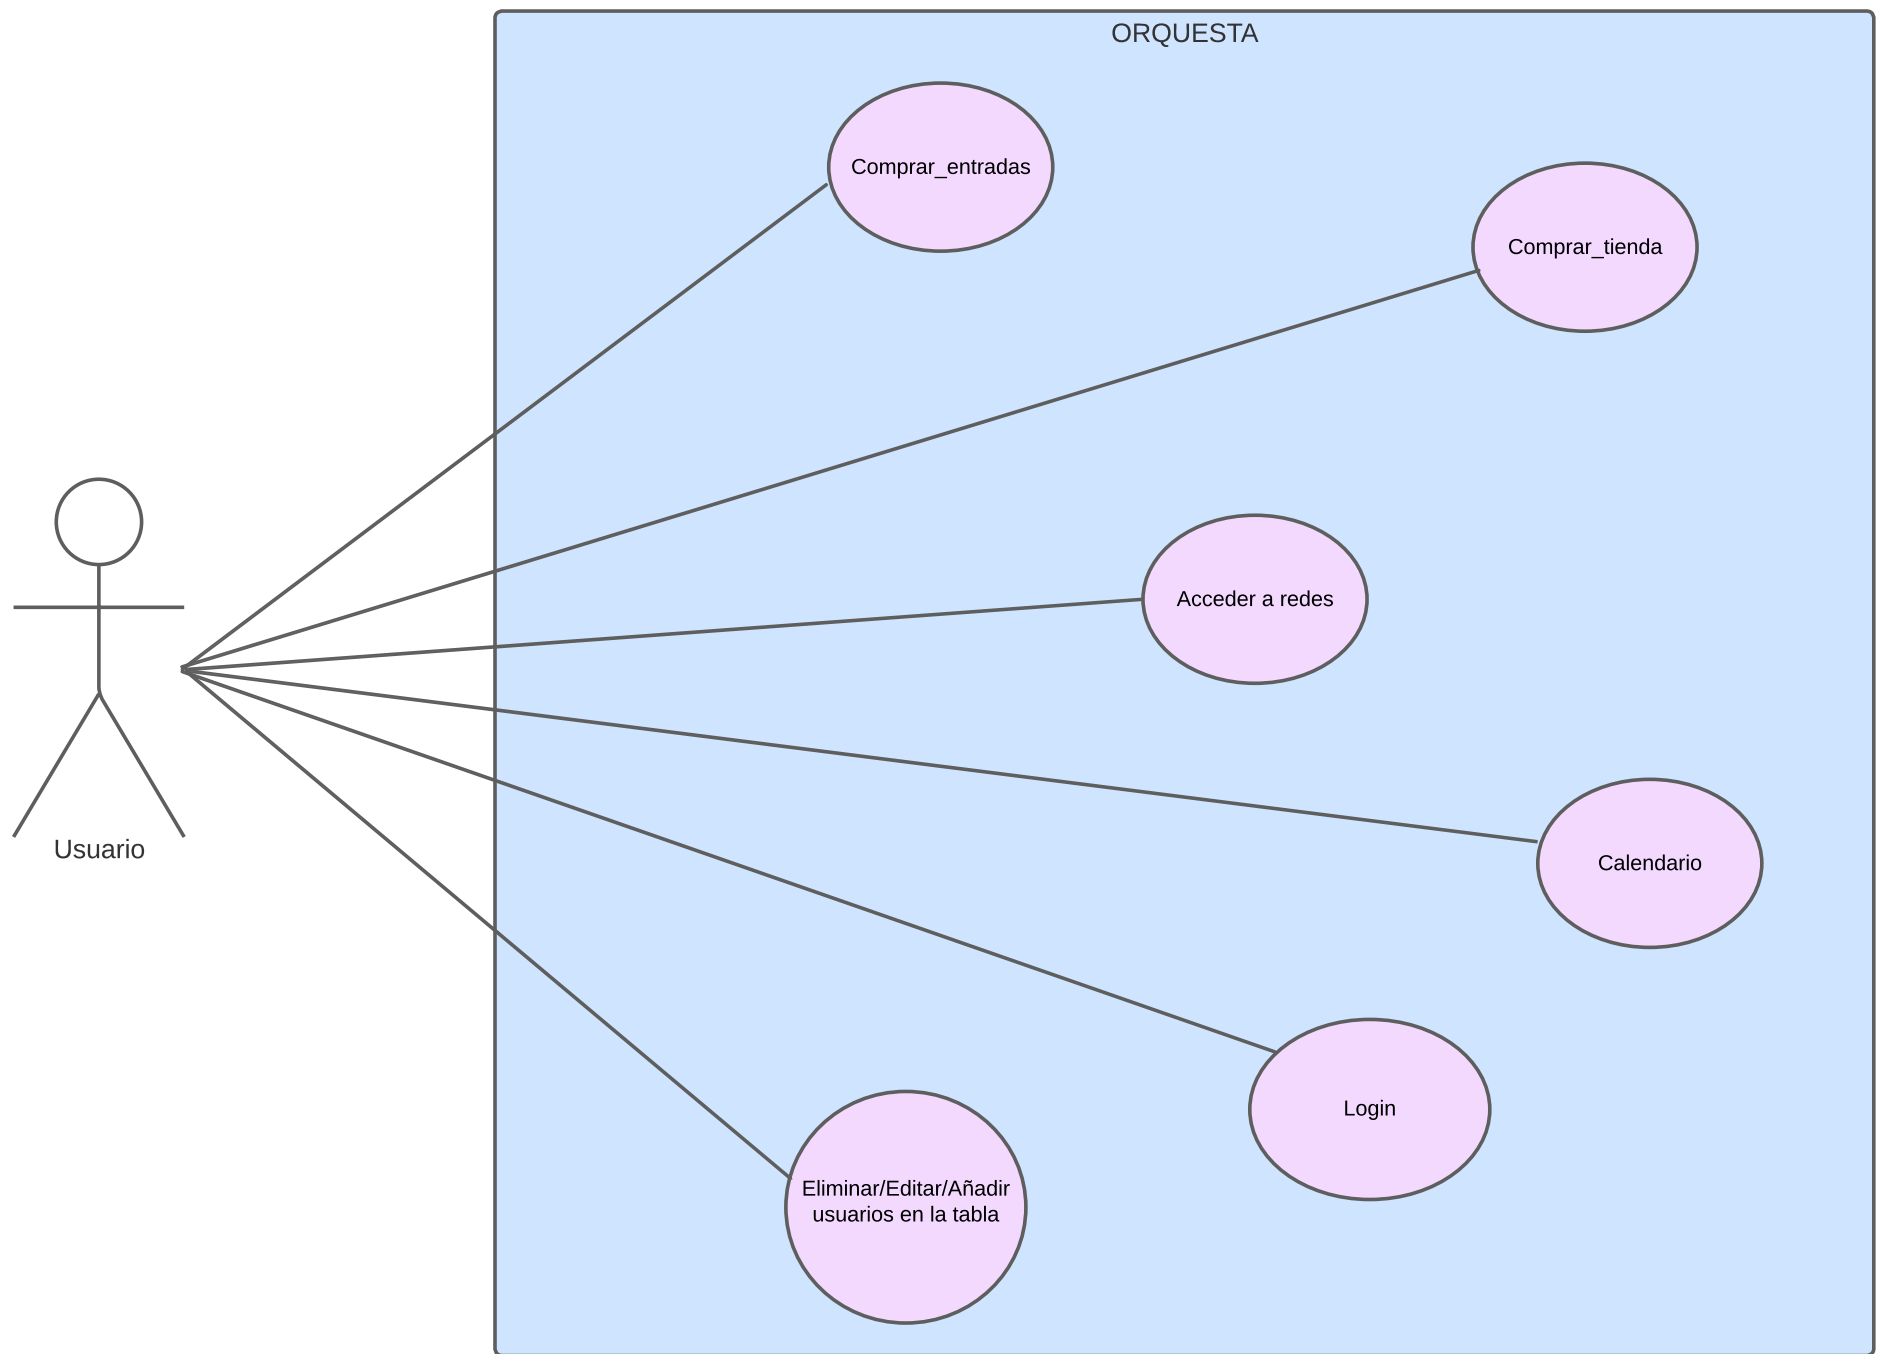 ORQUESTA
Comprar_entradas
Comprar_tienda
Acceder a redes
Usuario
Calendario
Login
Eliminar/Editar/Añadir
usuarios en la tabla